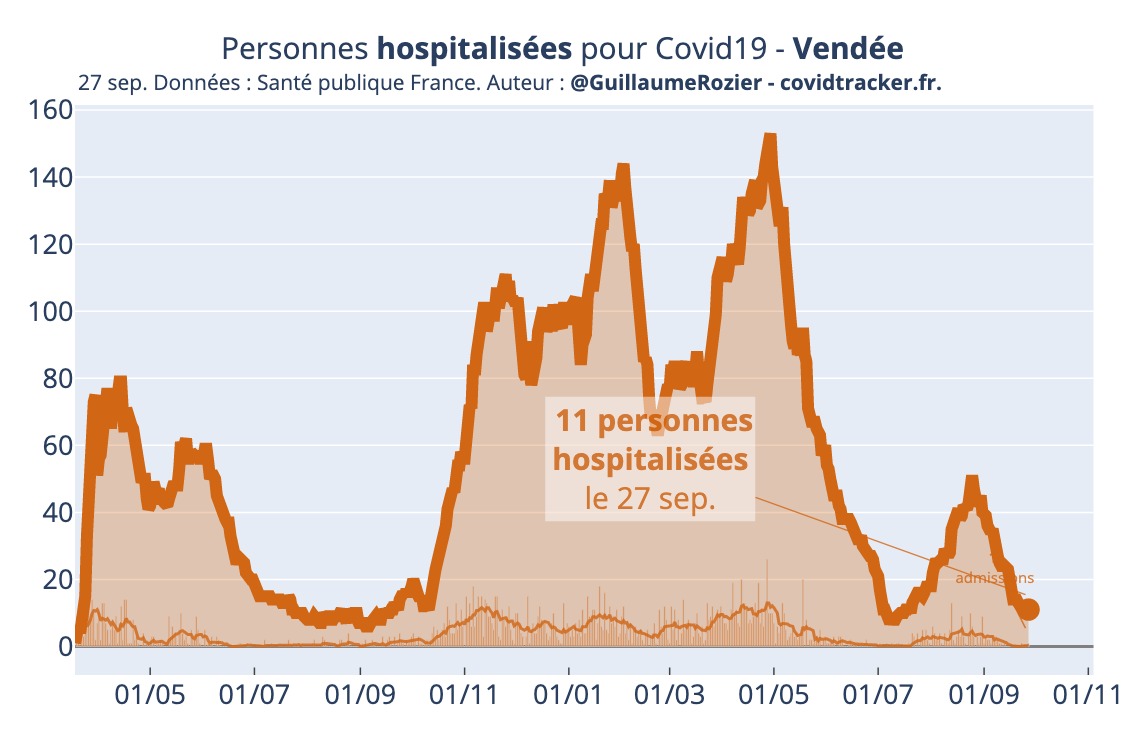 Personnes hospitalisées pour Covid19 - Vendée
27 sep. Données : Santé publique France. Auteur : @GuillaumeRozier - covidtracker.fr.
160
140
120
100
80
60
40
20
0
11 personnes
hospitalisées
le 27 sep.
admissions
01/05 01/07 01/09 01/11 01/01 01/03 01/05 01/07 01/09 01/11